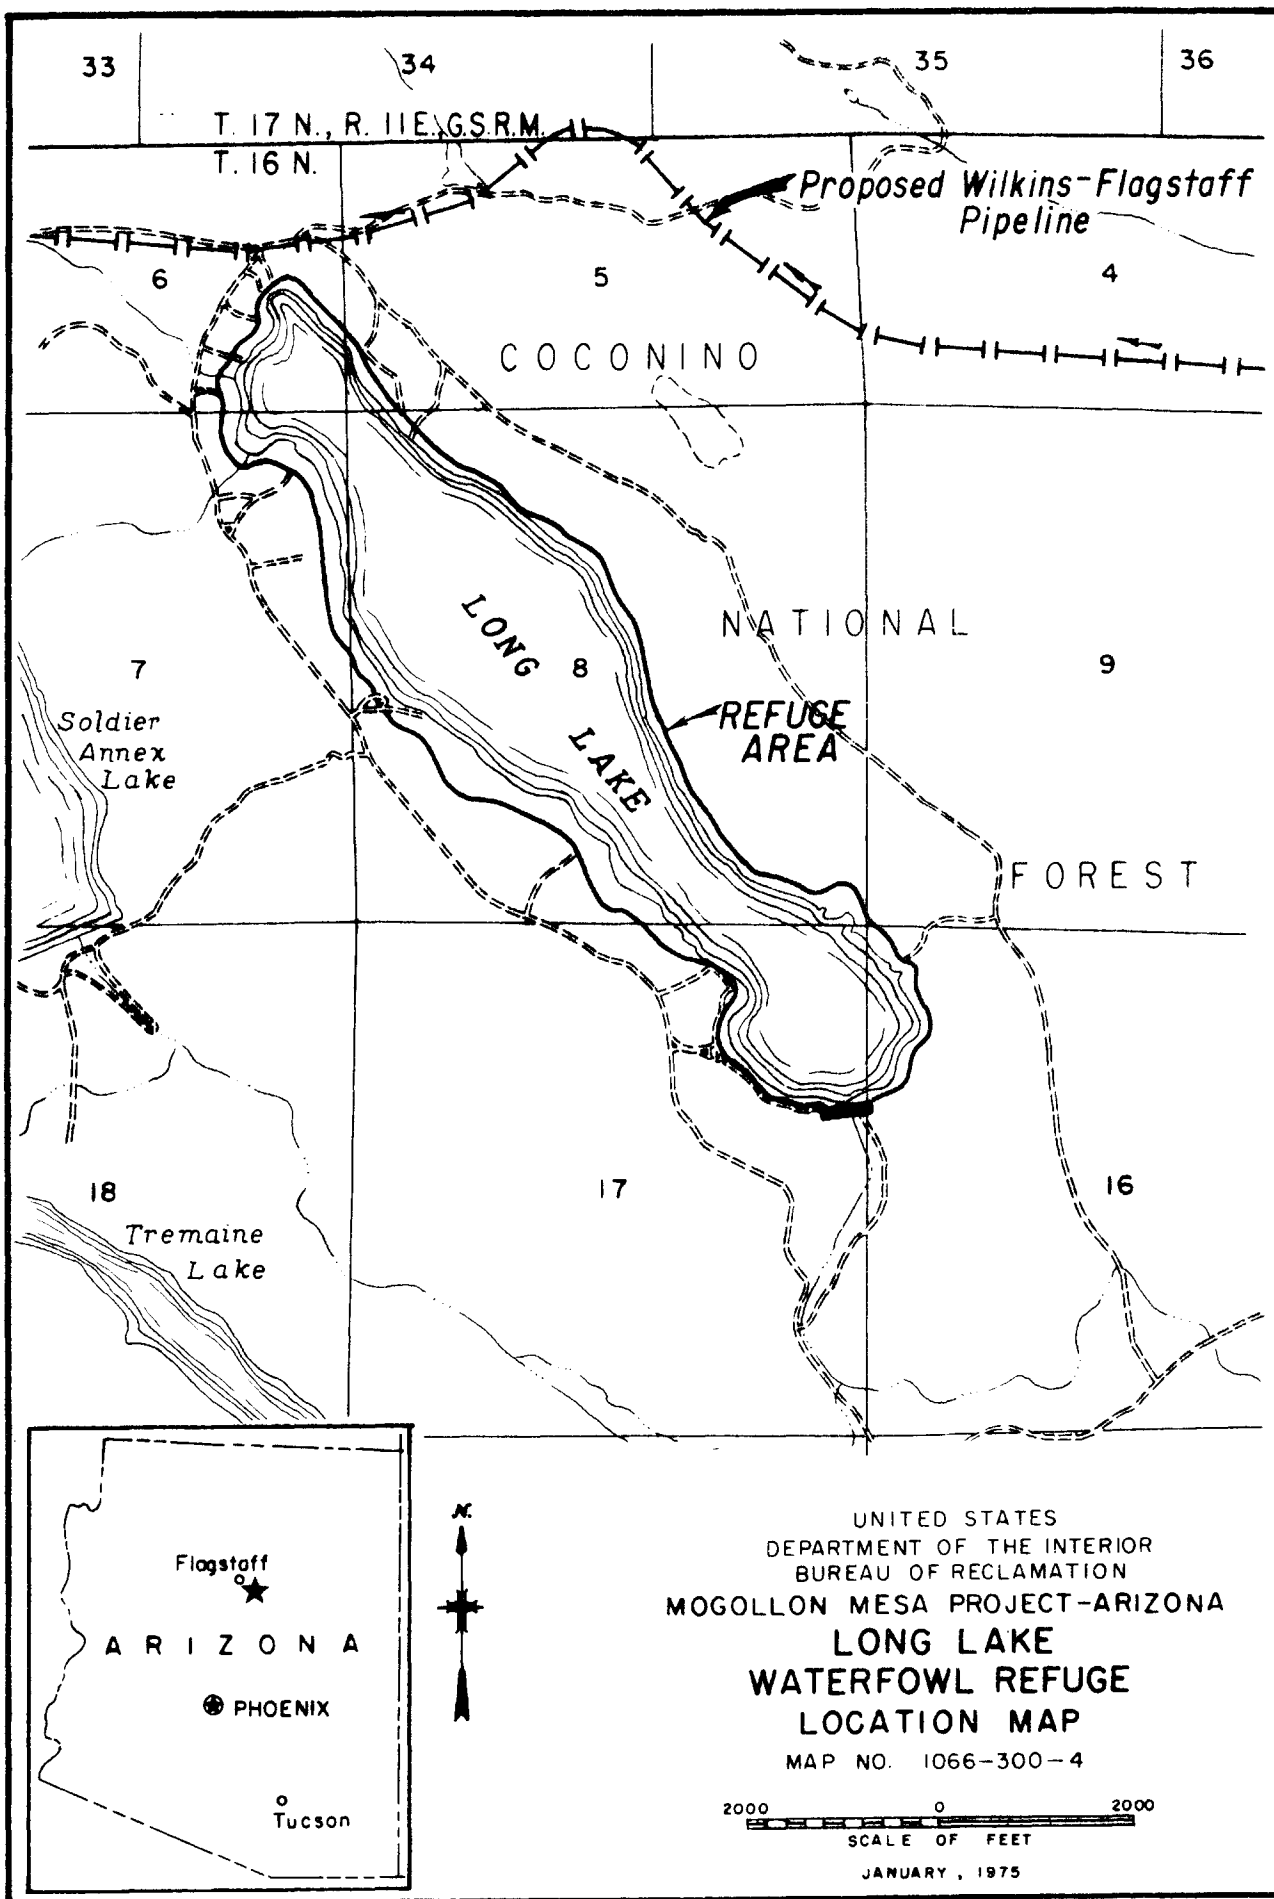 33
34
35
36
T. 17 N., R. 11 E., G.S.R.M.
T. 16 N.
Proposed Wilkins-Flagstaff
Pipeline
6
5
4
COCONINO
NATIONAL
FOREST
LONG
LAKE
7
8
9
REFUGE
AREA
Soldier
Annex
Lake
18
17
16
Tremaine
Lake
Flagstaff
ARIZONA
PHOENIX
Tucson
N.
UNITED STATES
DEPARTMENT OF THE INTERIOR
BUREAU OF RECLAMATION
MOGOLLON MESA PROJECT-ARIZONA
LONG LAKE
WATERFOWL REFUGE
LOCATION MAP
MAP NO. 1066-300-4
2000 0 2000
SCALE OF FEET
JANUARY, 1975